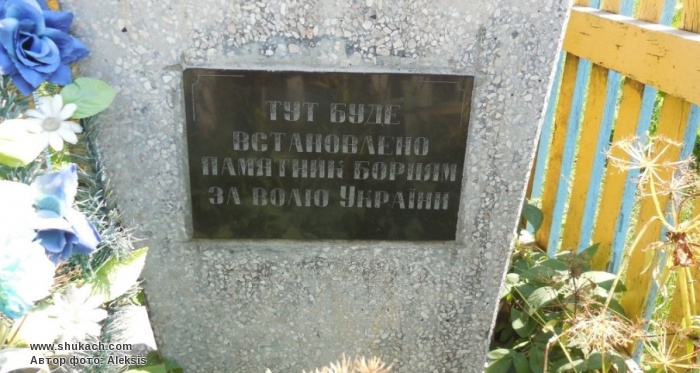 ТУТ БУДЕ
ВСТАНОВЛЕНО
ПАМЯТНИК БОРЦЯМ
ЗА ВОЛЮ УКРАЇНИ
www.shukach.com
Автор фото: Aleksis